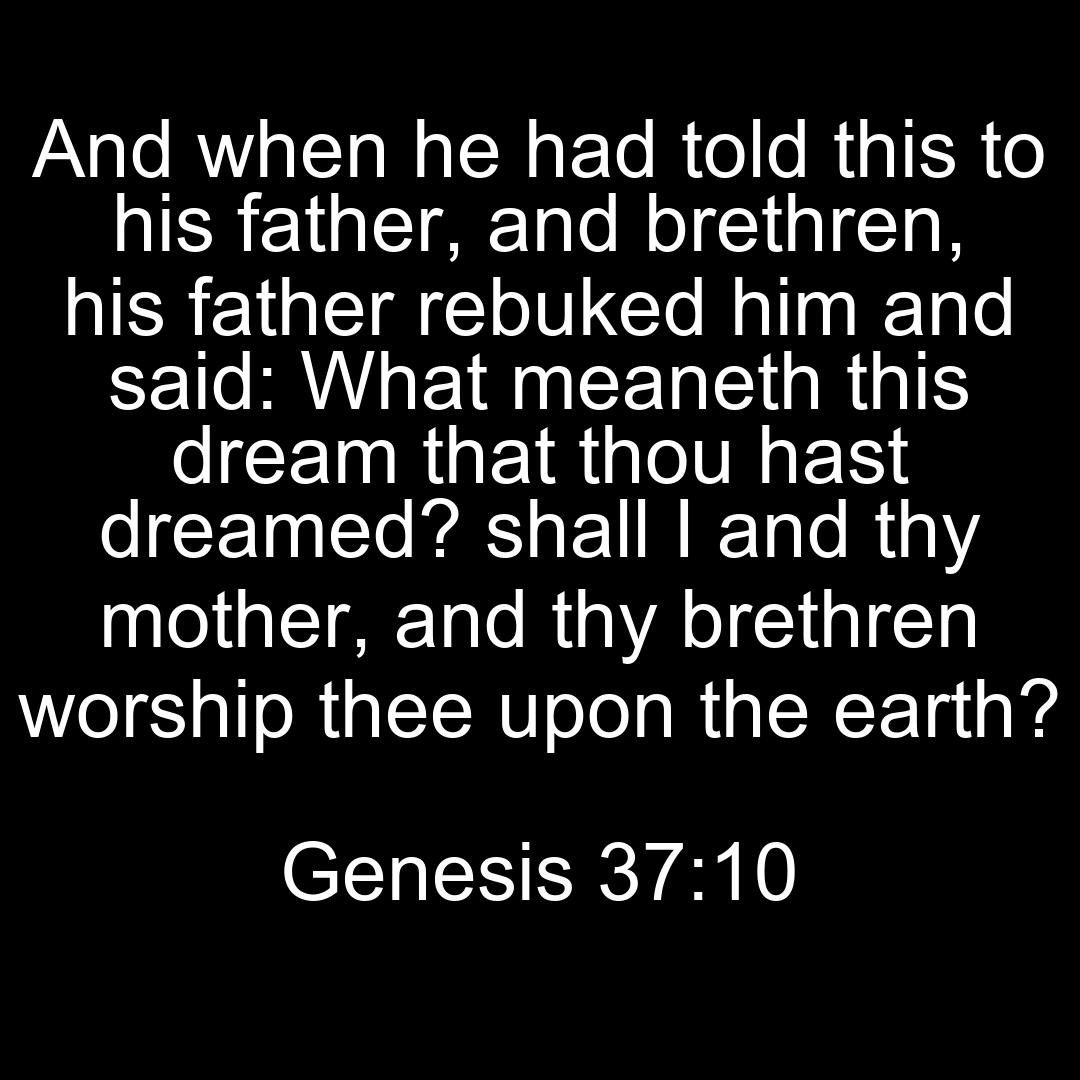 And when he had told this to
his father, and brethren,
his father rebuked him and
said: What meaneth this
dream that thou hast
dreamed? shall I and thy
mother, and thy brethren
worship thee upon the earth?
Genesis 37:10